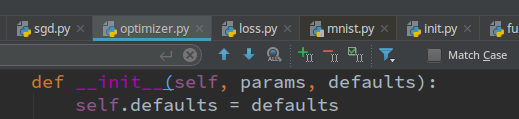 sgd.py optimizer.py loss.py mnist.py init.py fu
Match Case
def __init__(self, params, defaults):
self.defaults = defaults